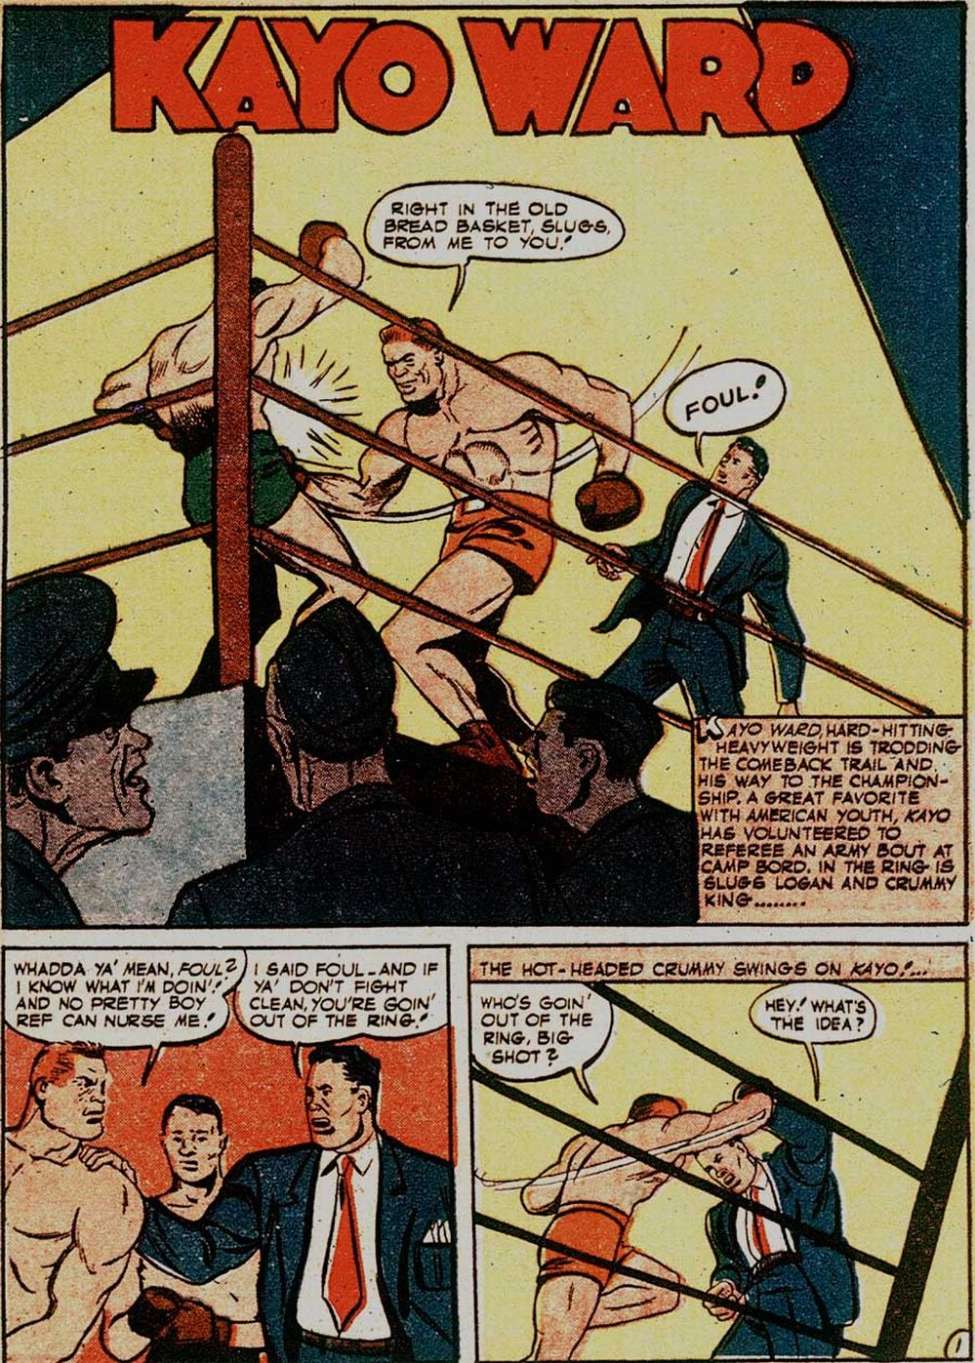 KAYO WARD
RIGHT IN THE OLD
BREAD BASKET, SLUGS,
FROM ME TO YOU!
FOUL!
KAYO WARD, HARD-HITTING
HEAVYWEIGHT IS TRODDING
THE COMEBACK TRAIL AND
HIS WAY TO THE CHAMPION-
SHIP. A GREAT FAVORITE
WITH AMERICAN YOUTH, KAYO
HAS VOLUNTEERED TO
REFEREE AN ARMY BOUT AT
CAMP BORD. IN THE RING IS
SLUGS LOGAN AND CRUMMY
KING........
WHADDA YA' MEAN, FOUL?
I KNOW WHAT I'M DOIN'!
AND NO PRETTY BOY
REF CAN NURSE ME!
I SAID FOUL - AND IF
YA' DON'T FIGHT
CLEAN, YOU'RE GOIN'
OUT OF THE RING!
THE HOT-HEADED CRUMMY SWINGS ON KAYO!...
WHO'S GOIN'
OUT OF THE
RING, BIG
SHOT?
HEY! WHAT'S
THE IDEA?
1